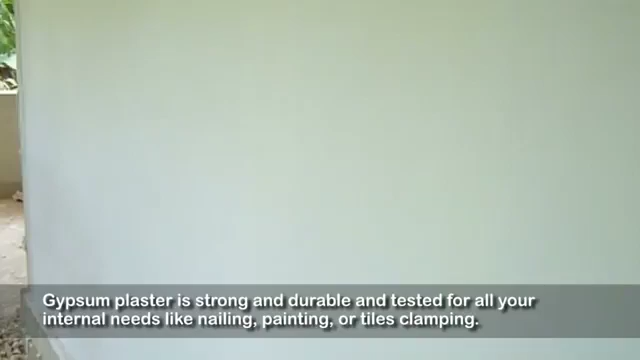 Gypsum plaster is strong and durable and tested for all your
internal needs like nailing, painting, or tiles clamping.